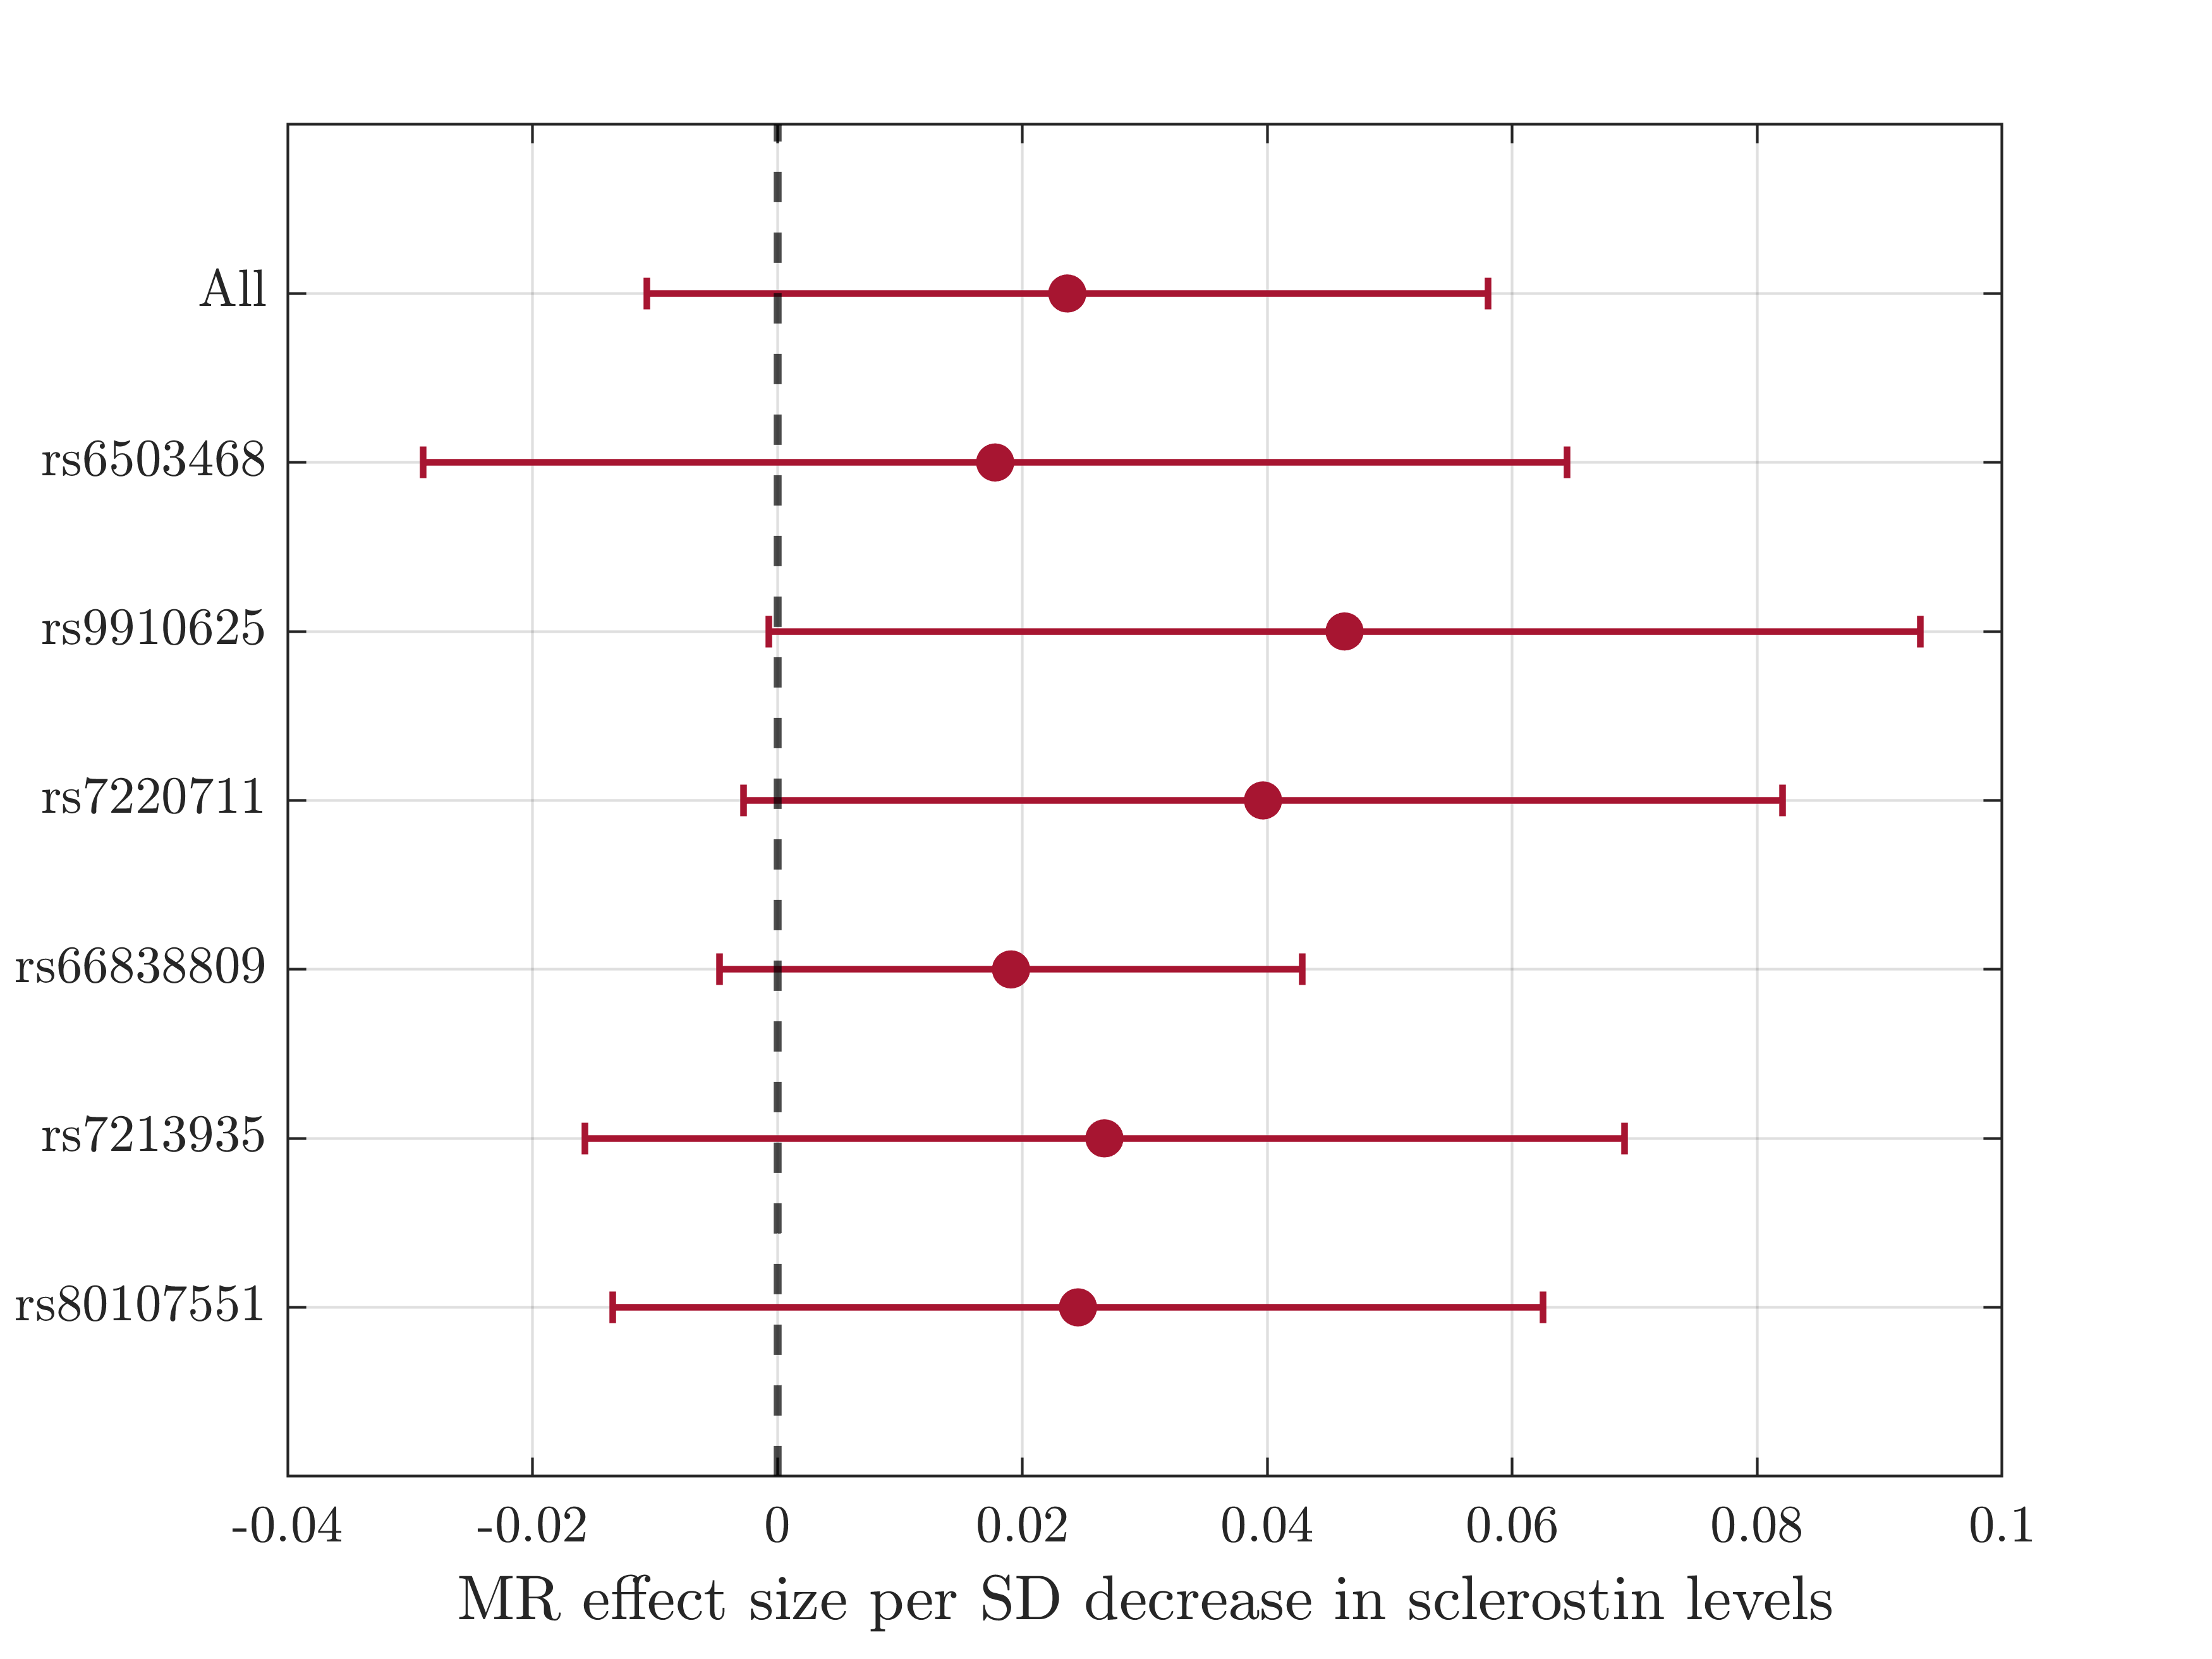 All
rs6503468
rs9910625
rs7220711
rs66838809
rs7213935
rs80107551
-0.04 -0.02 0 0.02 0.04 0.06 0.08 0.1
MR effect size per SD decrease in sclerostin levels